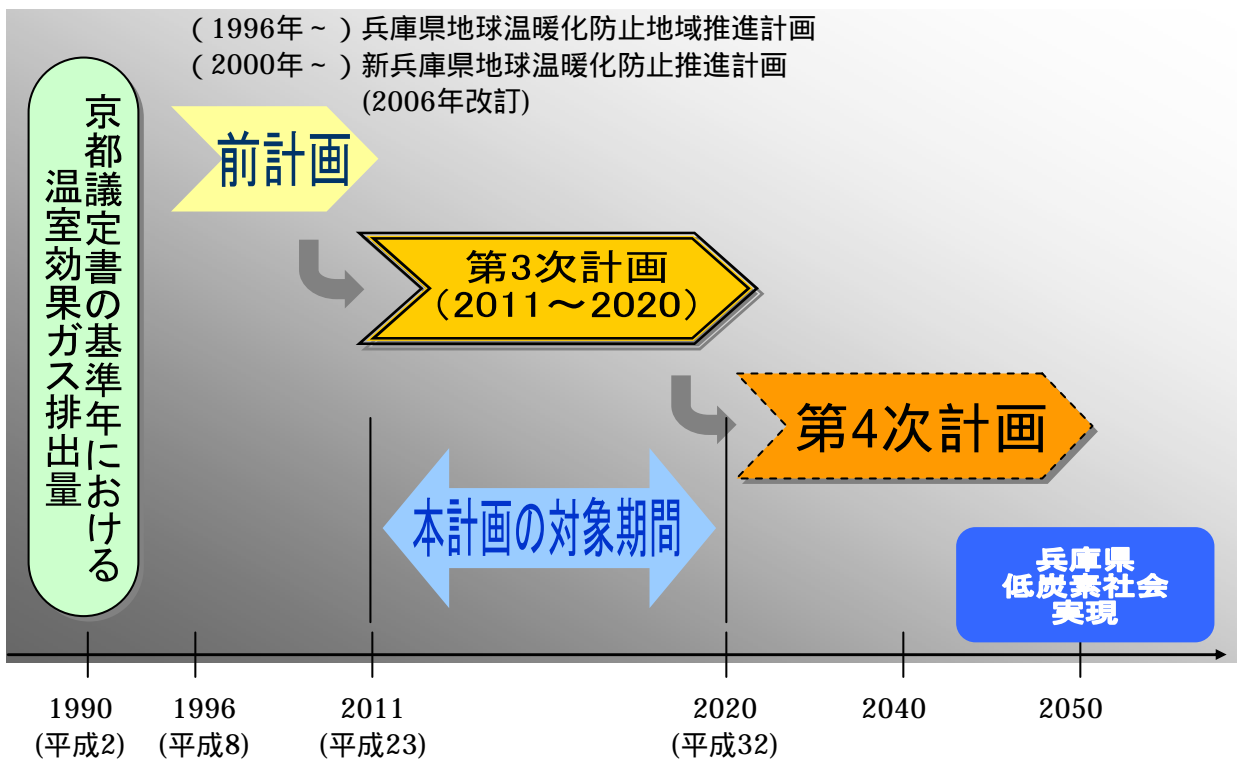 （1996年～）兵庫県地球温暖化防止地域推進計画
（2000年～）新兵庫県地球温暖化防止推進計画
(2006年改訂)
京都議定書の基準年における
温室効果ガス排出量
前計画
第3次計画
（2011～2020）
第4次計画
本計画の対象期間
兵庫県
低炭素社会
実現
1990 1996 2011 2020 2040 2050
(平成2) (平成8) (平成23) (平成32)